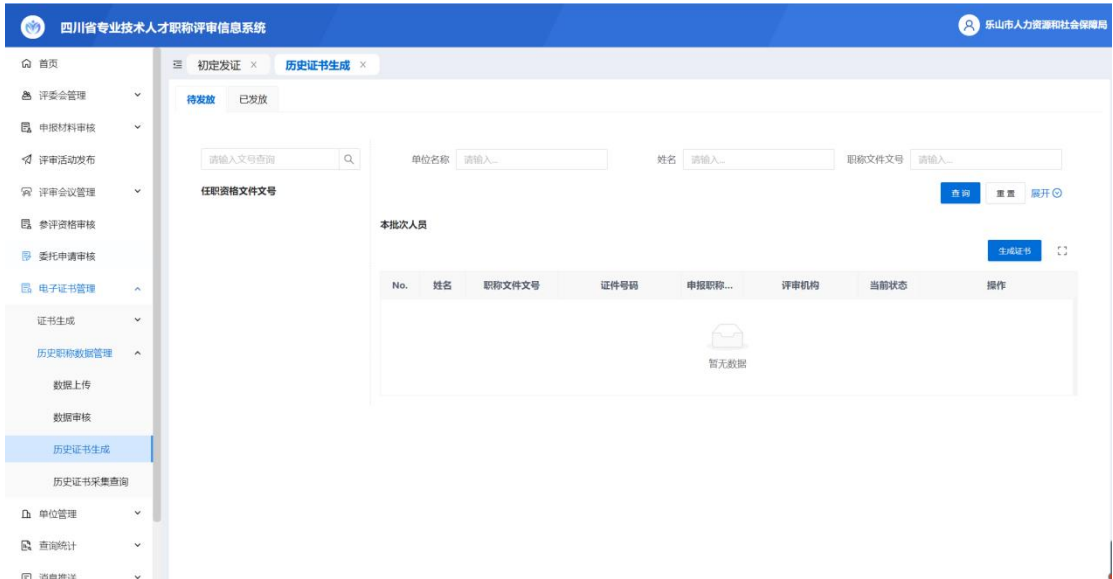 四川省专业技术人才职称评审信息系统
乐山市人力资源和社会保障局
首页
评委会管理
申报材料审核
评审活动发布
评审会议管理
参评资格审核
委托申请审核
电子证书管理
证书生成
历史职称数据管理
数据上传
数据审核
历史证书生成
历史证书采集查询
单位管理
查询统计
消息推送
初定发证 × 历史证书生成 ×
待发放 已发放
请输入文号查询
任职资格文件文号
单位名称 请输入... 姓名 请输入... 职称文件文号 请输入...
查询 重置 展开
本批次人员
生成证书
No. 姓名 职称文件文号 证件号码 申报职称... 评审机构 当前状态 操作
暂无数据